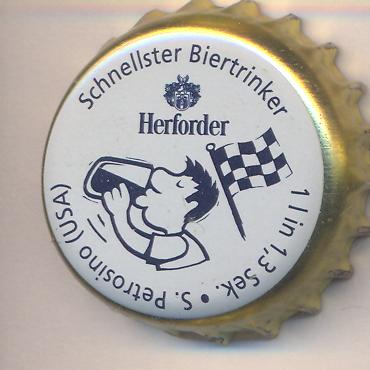 Schnellster Biertrinker
Herforder
1 l in 1,3 Sek. • S. Petrosino (USA)